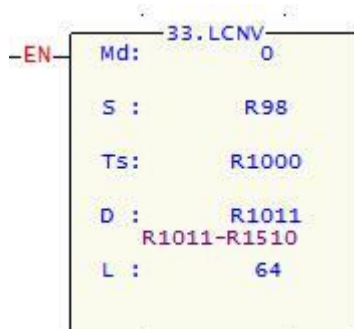 33.LCNV
EN
Md: 0
S : R98
Ts: R1000
D : R1011
R1011-R1510
L : 64